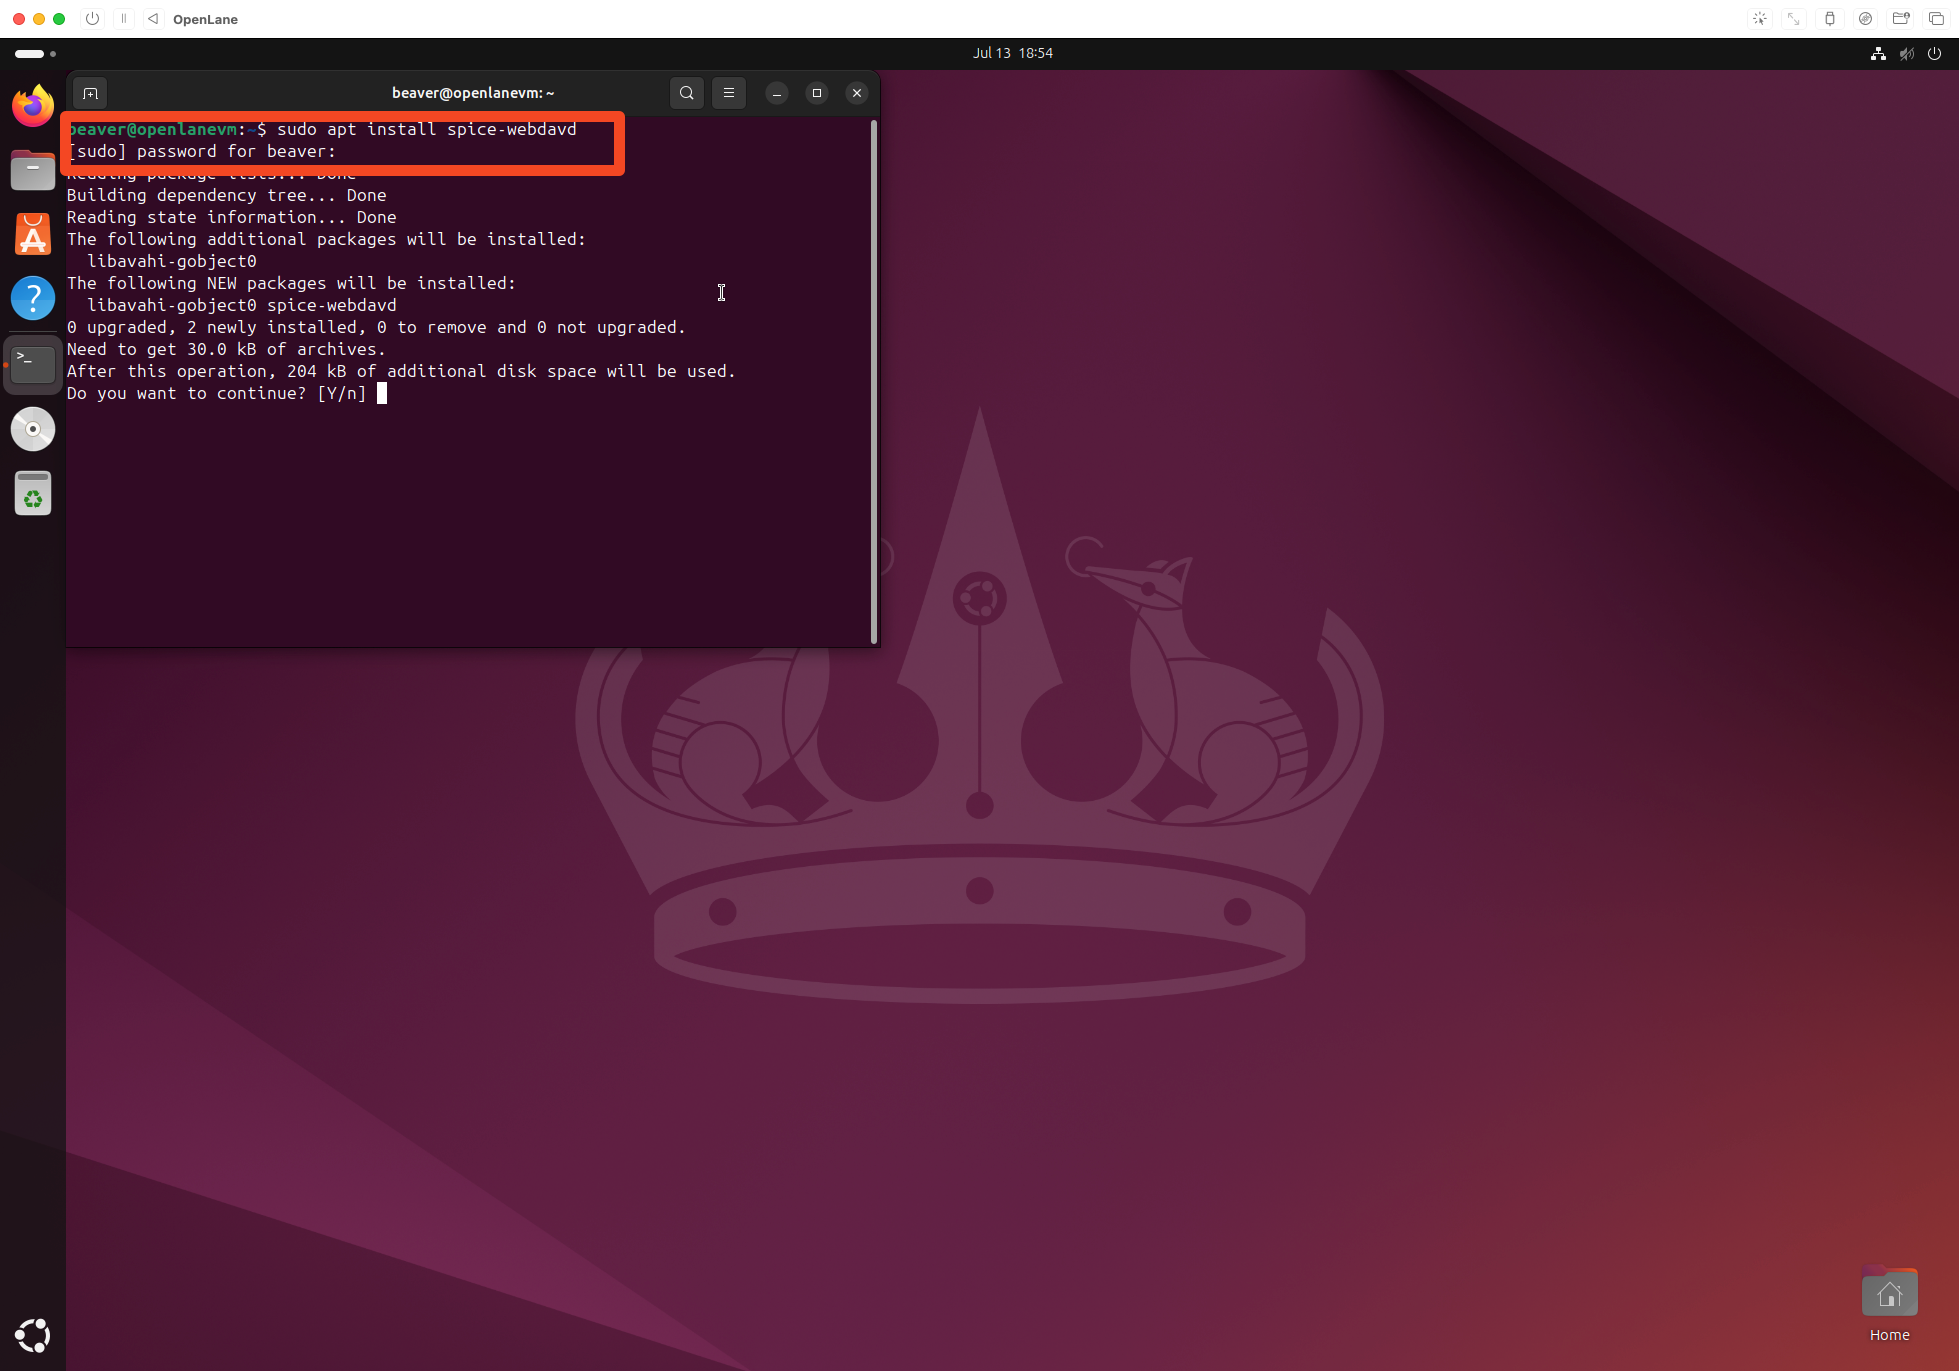 OpenLane
Jul 13 18:54
beaver@openlanevm: ~
beaver@openlanevm:~$ sudo apt install spice-webdavd
[sudo] password for beaver:
Reading package lists... Done
Building dependency tree... Done
Reading state information... Done
The following additional packages will be installed:
libavahi-gobject0
The following NEW packages will be installed:
libavahi-gobject0 spice-webdavd
0 upgraded, 2 newly installed, 0 to remove and 0 not upgraded.
Need to get 30.0 kB of archives.
After this operation, 204 kB of additional disk space will be used.
Do you want to continue? [Y/n]
Home